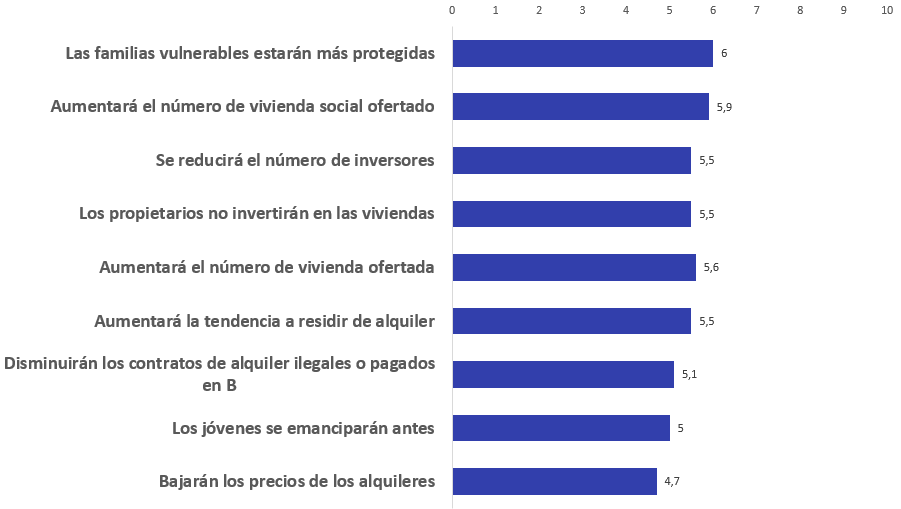 0 1 2 3 4 5 6 7 8 9 10
Las familias vulnerables estarán más protegidas 6
Aumentará el número de vivienda social ofertado 5,9
Se reducirá el número de inversores 5,5
Los propietarios no invertirán en las viviendas 5,5
Aumentará el número de vivienda ofertada 5,6
Aumentará la tendencia a residir de alquiler 5,5
Disminuirán los contratos de alquiler ilegales o pagados
en B 5,1
Los jóvenes se emanciparán antes 5
Bajarán los precios de los alquileres 4,7